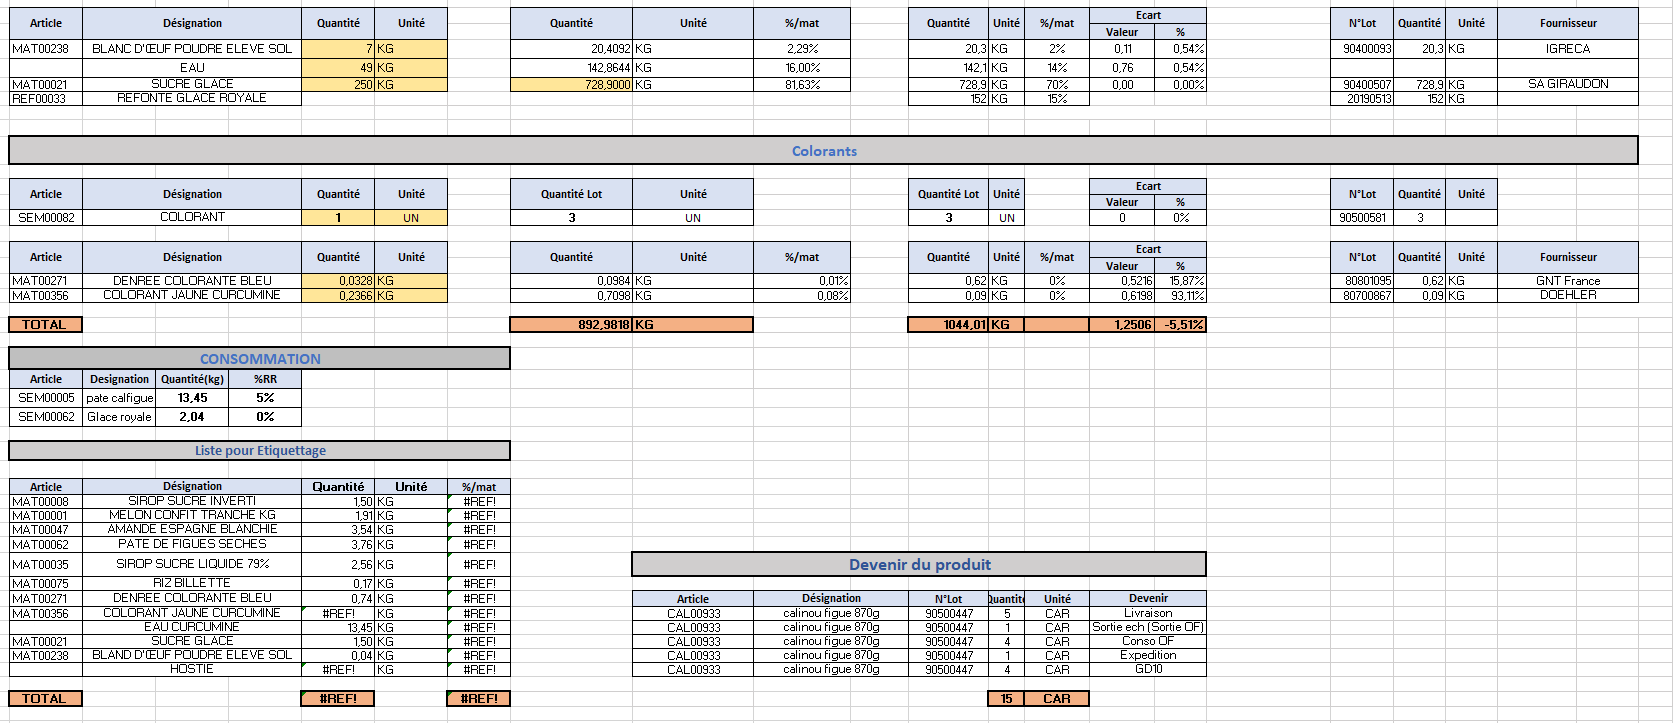 Article Désignation Quantité Unité Quantité Unité %/mat Quantité Unité %/mat Ecart N°Lot Quantité Unité Fournisseur
Valeur %
MAT00238 BLANC D'ŒUF POUDRE ELEVE SOL 7 KG 20,4092 KG 2,29% 20,3 KG 2% 0,11 0,54% 90400093 20,3 KG IGRECA
EAU 49 KG 142,8644 KG 16,00% 142,1 KG 14% 0,76 0,54%
MAT00021 SUCRE GLACE 250 KG 728,9000 KG 81,63% 728,9 KG 70% 0,00 0,00% 90400507 728,9 KG SA GIRAUDON
REF00033 REFONTE GLACE ROYALE 152 KG 15% 20190513 152 KG
Colorants
Article Désignation Quantité Unité Quantité Lot Unité Quantité Lot Unité Ecart N°Lot Quantité Unité
Valeur %
SEM00082 COLORANT 1 UN 3 UN 3 UN 0 0% 90500581 3
Article Désignation Quantité Unité Quantité Unité %/mat Quantité Unité %/mat Ecart N°Lot Quantité Unité Fournisseur
Valeur %
MAT00271 DENREE COLORANTE BLEU 0,0328 KG 0,0984 KG 0,01% 0,62 KG 0% 0,5216 15,87% 80801095 0,62 KG GNT France
MAT00356 COLORANT JAUNE CURCUMINE 0,2366 KG 0,7098 KG 0,08% 0,09 KG 0% 0,6198 93,11% 80700867 0,09 KG DOEHLER
TOTAL 892,9818 KG 1044,01 KG 1,2506 -5,51%
CONSOMMATION
Article Designation Quantité(kg) %RR
SEM00005 pate calfigue 13,45 5%
SEM00062 Glace royale 2,04 0%
Liste pour Etiquettage
Article Désignation Quantité Unité %/mat
MAT00008 SIROP SUCRE INVERTI 1,50 KG #REF!
MAT00001 MELON CONFIT TRANCHE KG 1,91 KG #REF!
MAT00047 AMANDE ESPAGNE BLANCHIE 3,54 KG #REF!
MAT00062 PATE DE FIGUES SECHES 3,76 KG #REF!
MAT00035 SIROP SUCRE LIQUIDE 79% 2,56 KG #REF!
MAT00075 RIZ BILLETTE 0,17 KG #REF!
MAT00271 DENREE COLORANTE BLEU 0,74 KG #REF!
MAT00356 COLORANT JAUNE CURCUMINE #REF! KG #REF!
EAU CURCUMINE 13,45 KG #REF!
MAT00021 SUCRE GLACE 1,50 KG #REF!
MAT00238 BLAND D'ŒUF POUDRE ELEVE SOL 0,04 KG #REF!
HOSTIE #REF! KG #REF!
TOTAL #REF! #REF!
Devenir du produit
Article Désignation N°Lot Quantité Unité Devenir
CAL00933 calinou figue 870g 90500447 5 CAR Livraison
CAL00933 calinou figue 870g 90500447 1 CAR Sortie ech (Sortie OF)
CAL00933 calinou figue 870g 90500447 4 CAR Conso OF
CAL00933 calinou figue 870g 90500447 1 CAR Expedition
CAL00933 calinou figue 870g 90500447 4 CAR GD10
15 CAR